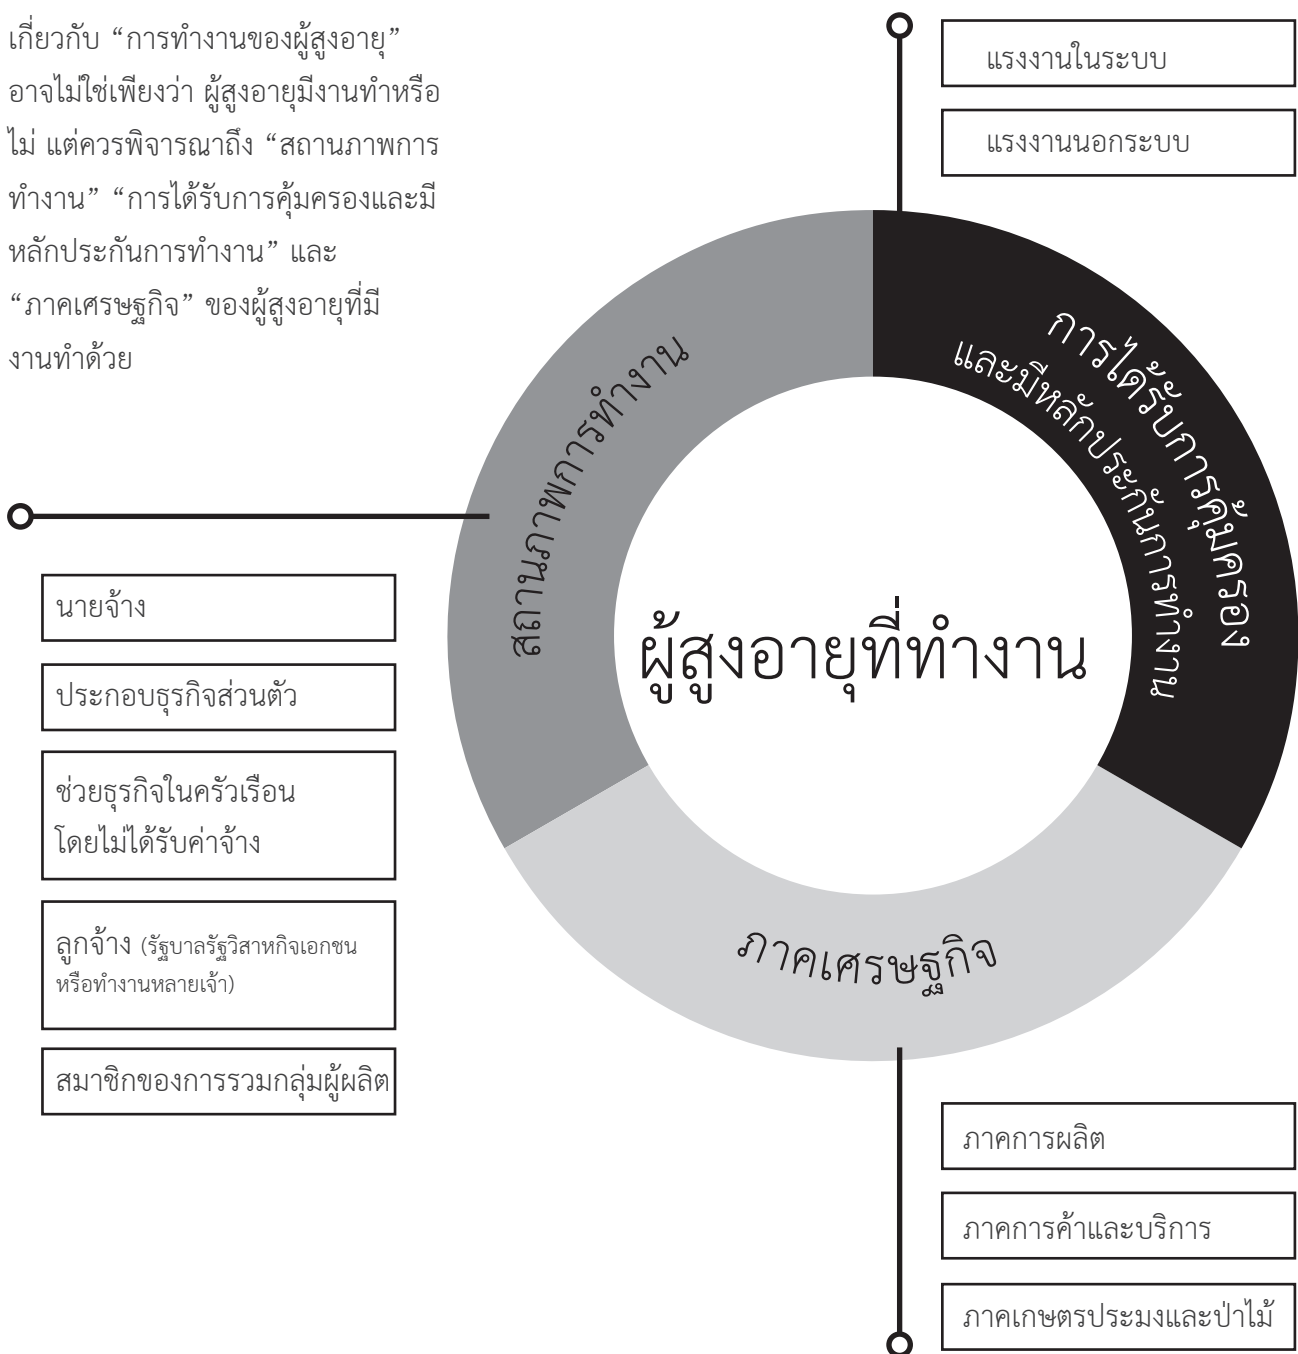 เกี่ยวกับ “การทำงานของผู้สูงอายุ”
อาจไม่ใช่เพียงว่า ผู้สูงอายุมีงานทำหรือ
ไม่ แต่ควรพิจารณาถึง “สถานภาพการ
ทำงาน” “การได้รับการคุ้มครองและมี
หลักประกันการทำงาน” และ
“ภาคเศรษฐกิจ” ของผู้สูงอายุที่มี
งานทำด้วย
แรงงานในระบบ
แรงงานนอกระบบ
การได้รับการคุ้มครอง
และมีหลักประกันการทำงาน
สถานภาพการทำงาน
ผู้สูงอายุที่ทำงาน
ภาคเศรษฐกิจ
นายจ้าง
ประกอบธุรกิจส่วนตัว
ช่วยธุรกิจในครัวเรือน
โดยไม่ได้รับค่าจ้าง
ลูกจ้าง (รัฐบาลรัฐวิสาหกิจเอกชน
หรือทำงานหลายเจ้า)
สมาชิกของการรวมกลุ่มผู้ผลิต
ภาคการผลิต
ภาคการค้าและบริการ
ภาคเกษตรประมงและป่าไม้